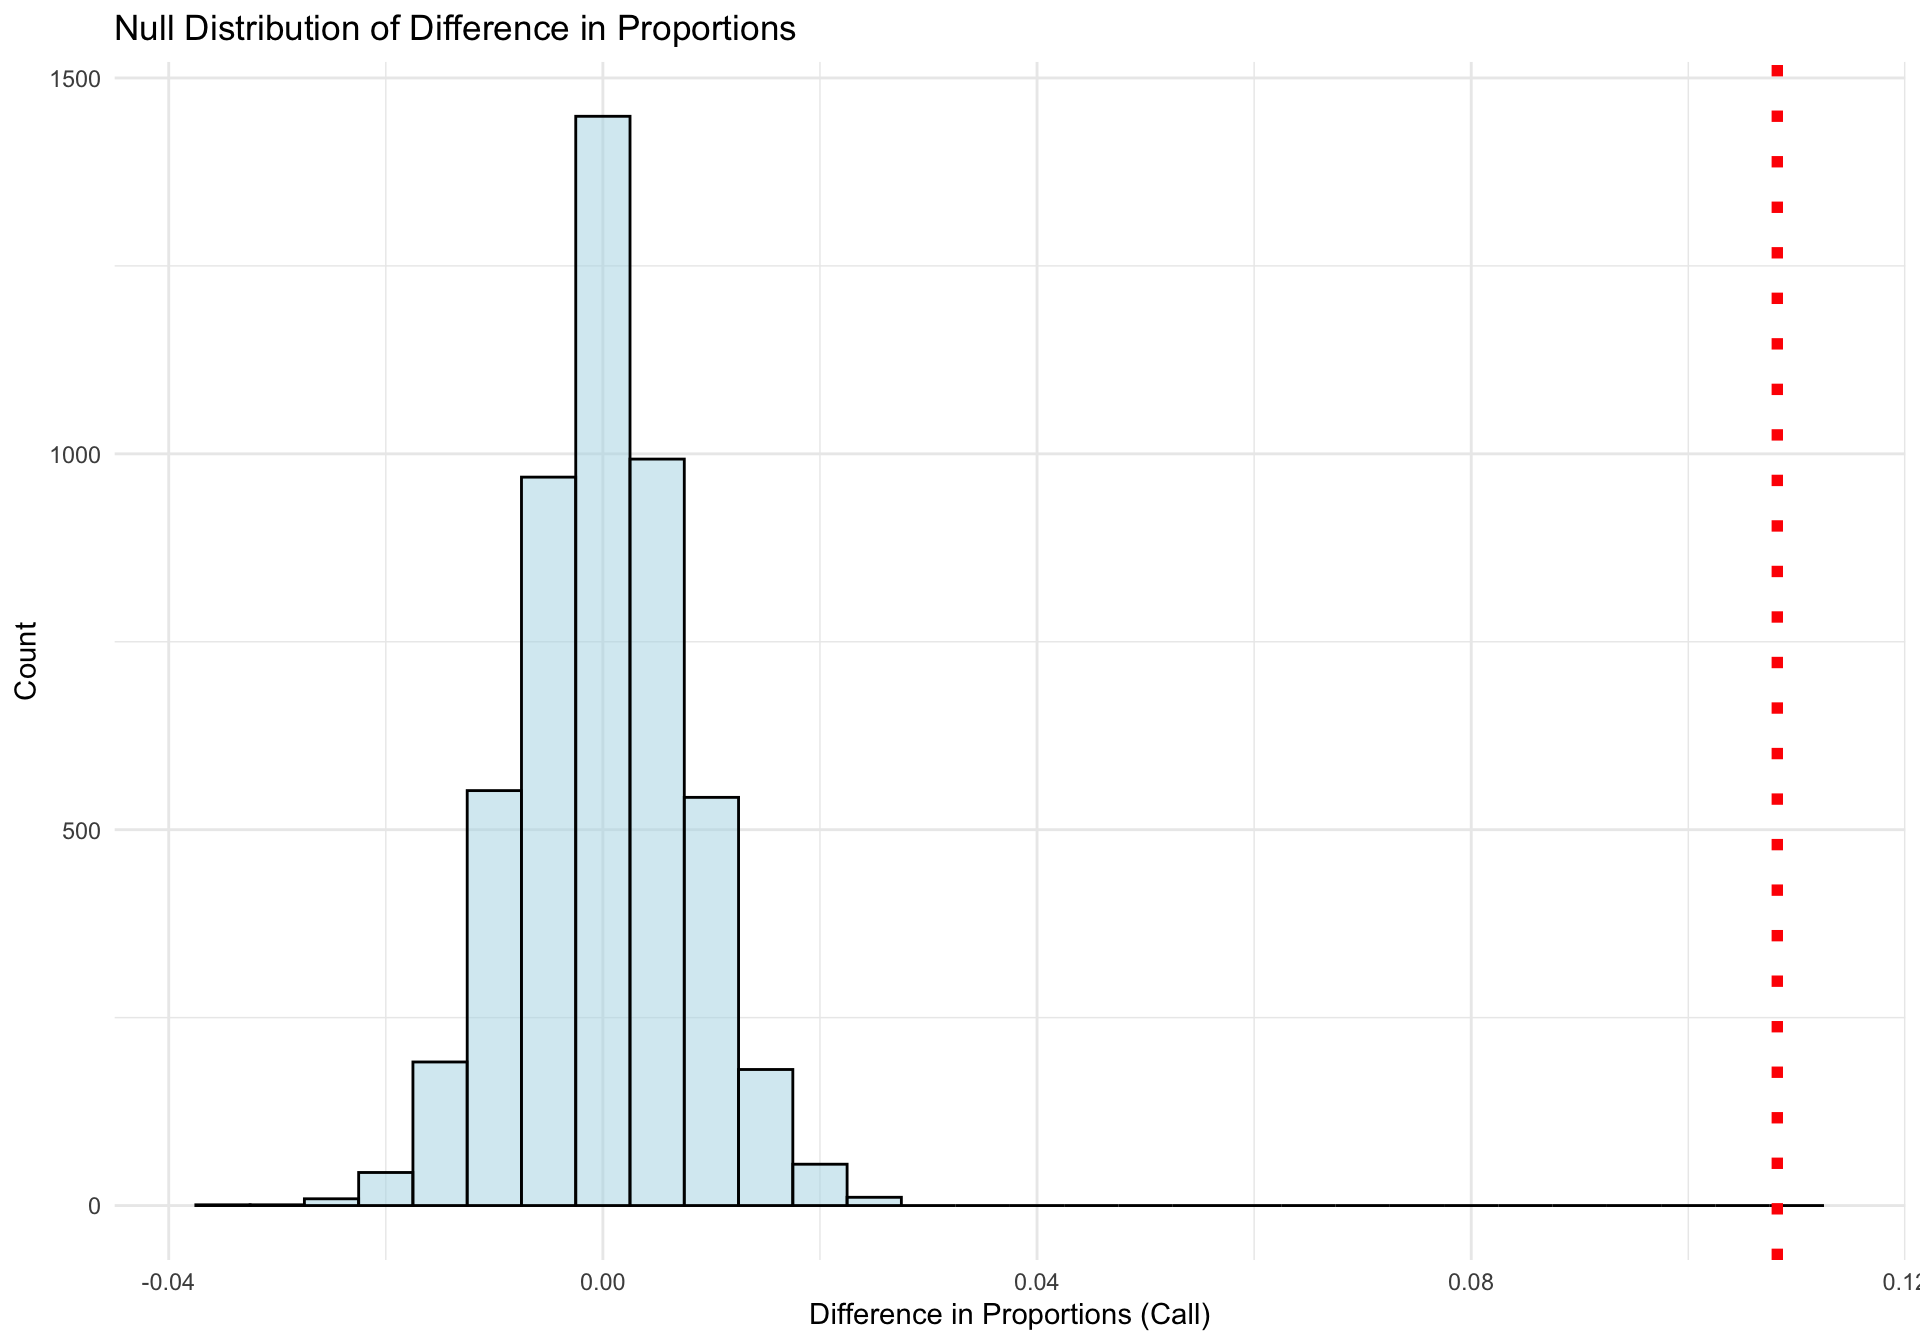 Null Distribution of Difference in Proportions
1500
1000
500
0
Count
-0.04 0.00 0.04 0.08 0.12
Difference in Proportions (Call)